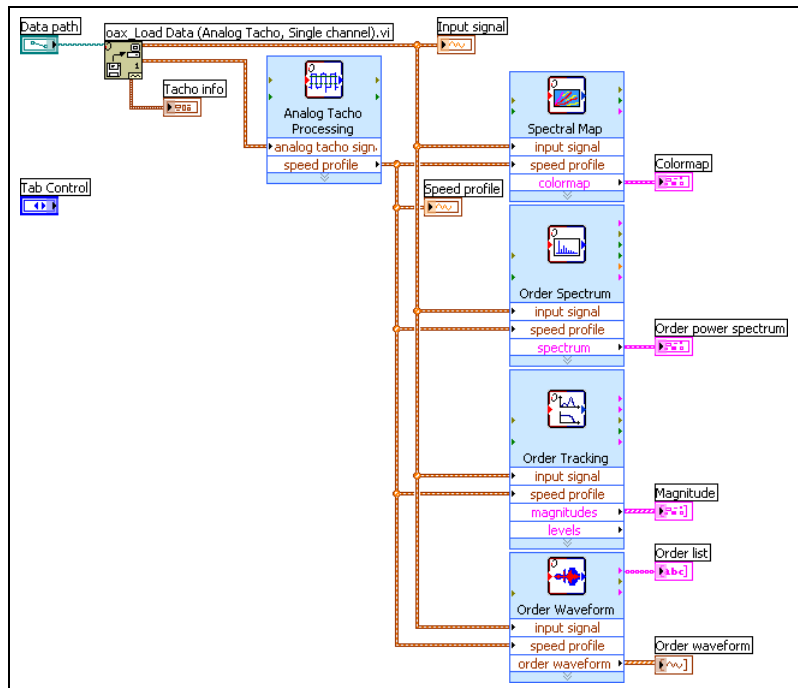 Data path
oax_Load Data (Analog Tacho, Single channel).vi
Input signal
1
Tacho info
Analog Tacho
Processing
analog tacho sign
speed profile
Tab Control
Speed profile
Spectral Map
input signal
speed profile
colormap
Colormap
Order Spectrum
input signal
speed profile
spectrum
Order power spectrum
Order Tracking
input signal
speed profile
magnitudes
levels
Magnitude
Order list
abc]
Order Waveform
input signal
speed profile
order waveform
Order waveform